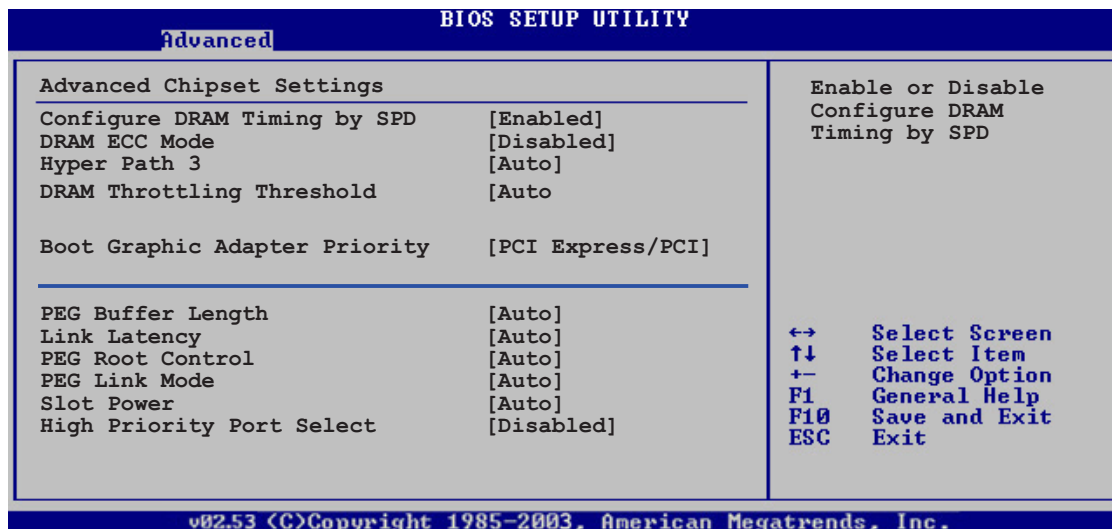 BIOS SETUP UTILITY
Advanced
Advanced Chipset Settings
Configure DRAM Timing by SPD [Enabled]
DRAM ECC Mode [Disabled]
Hyper Path 3 [Auto]
DRAM Throttling Threshold [Auto
Boot Graphic Adapter Priority [PCI Express/PCI]
PEG Buffer Length [Auto]
Link Latency [Auto]
PEG Root Control [Auto]
PEG Link Mode [Auto]
Slot Power [Auto]
High Priority Port Select [Disabled]
Enable or Disable
Configure DRAM
Timing by SPD
←→ Select Screen
↑↓ Select Item
+- Change Option
F1 General Help
F10 Save and Exit
ESC Exit
v02.53 (C)Copyright 1985-2003, American Megatrends, Inc.